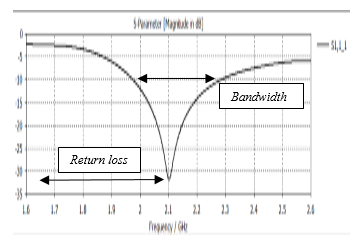 S Parameter [Magnitude in dB]
S1,1_1
0
-5
-10
Bandwidth
-15
-20
-25
Return loss
-30
-35
1.6 1.7 1.8 1.9 2 2.1 2.2 2.3 2.4 2.5 2.6
Frequency / GHz